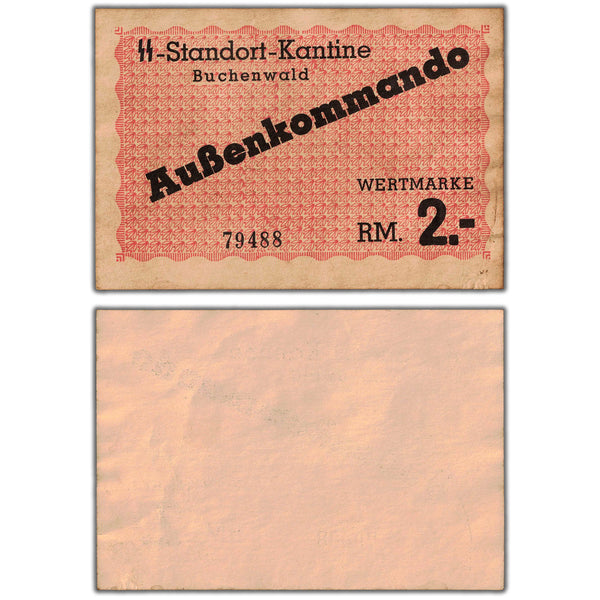 ᛋᛋ-Standort-Kantine
Buchenwald
Außenkommando
WERTMARKE
79488 RM. 2.-